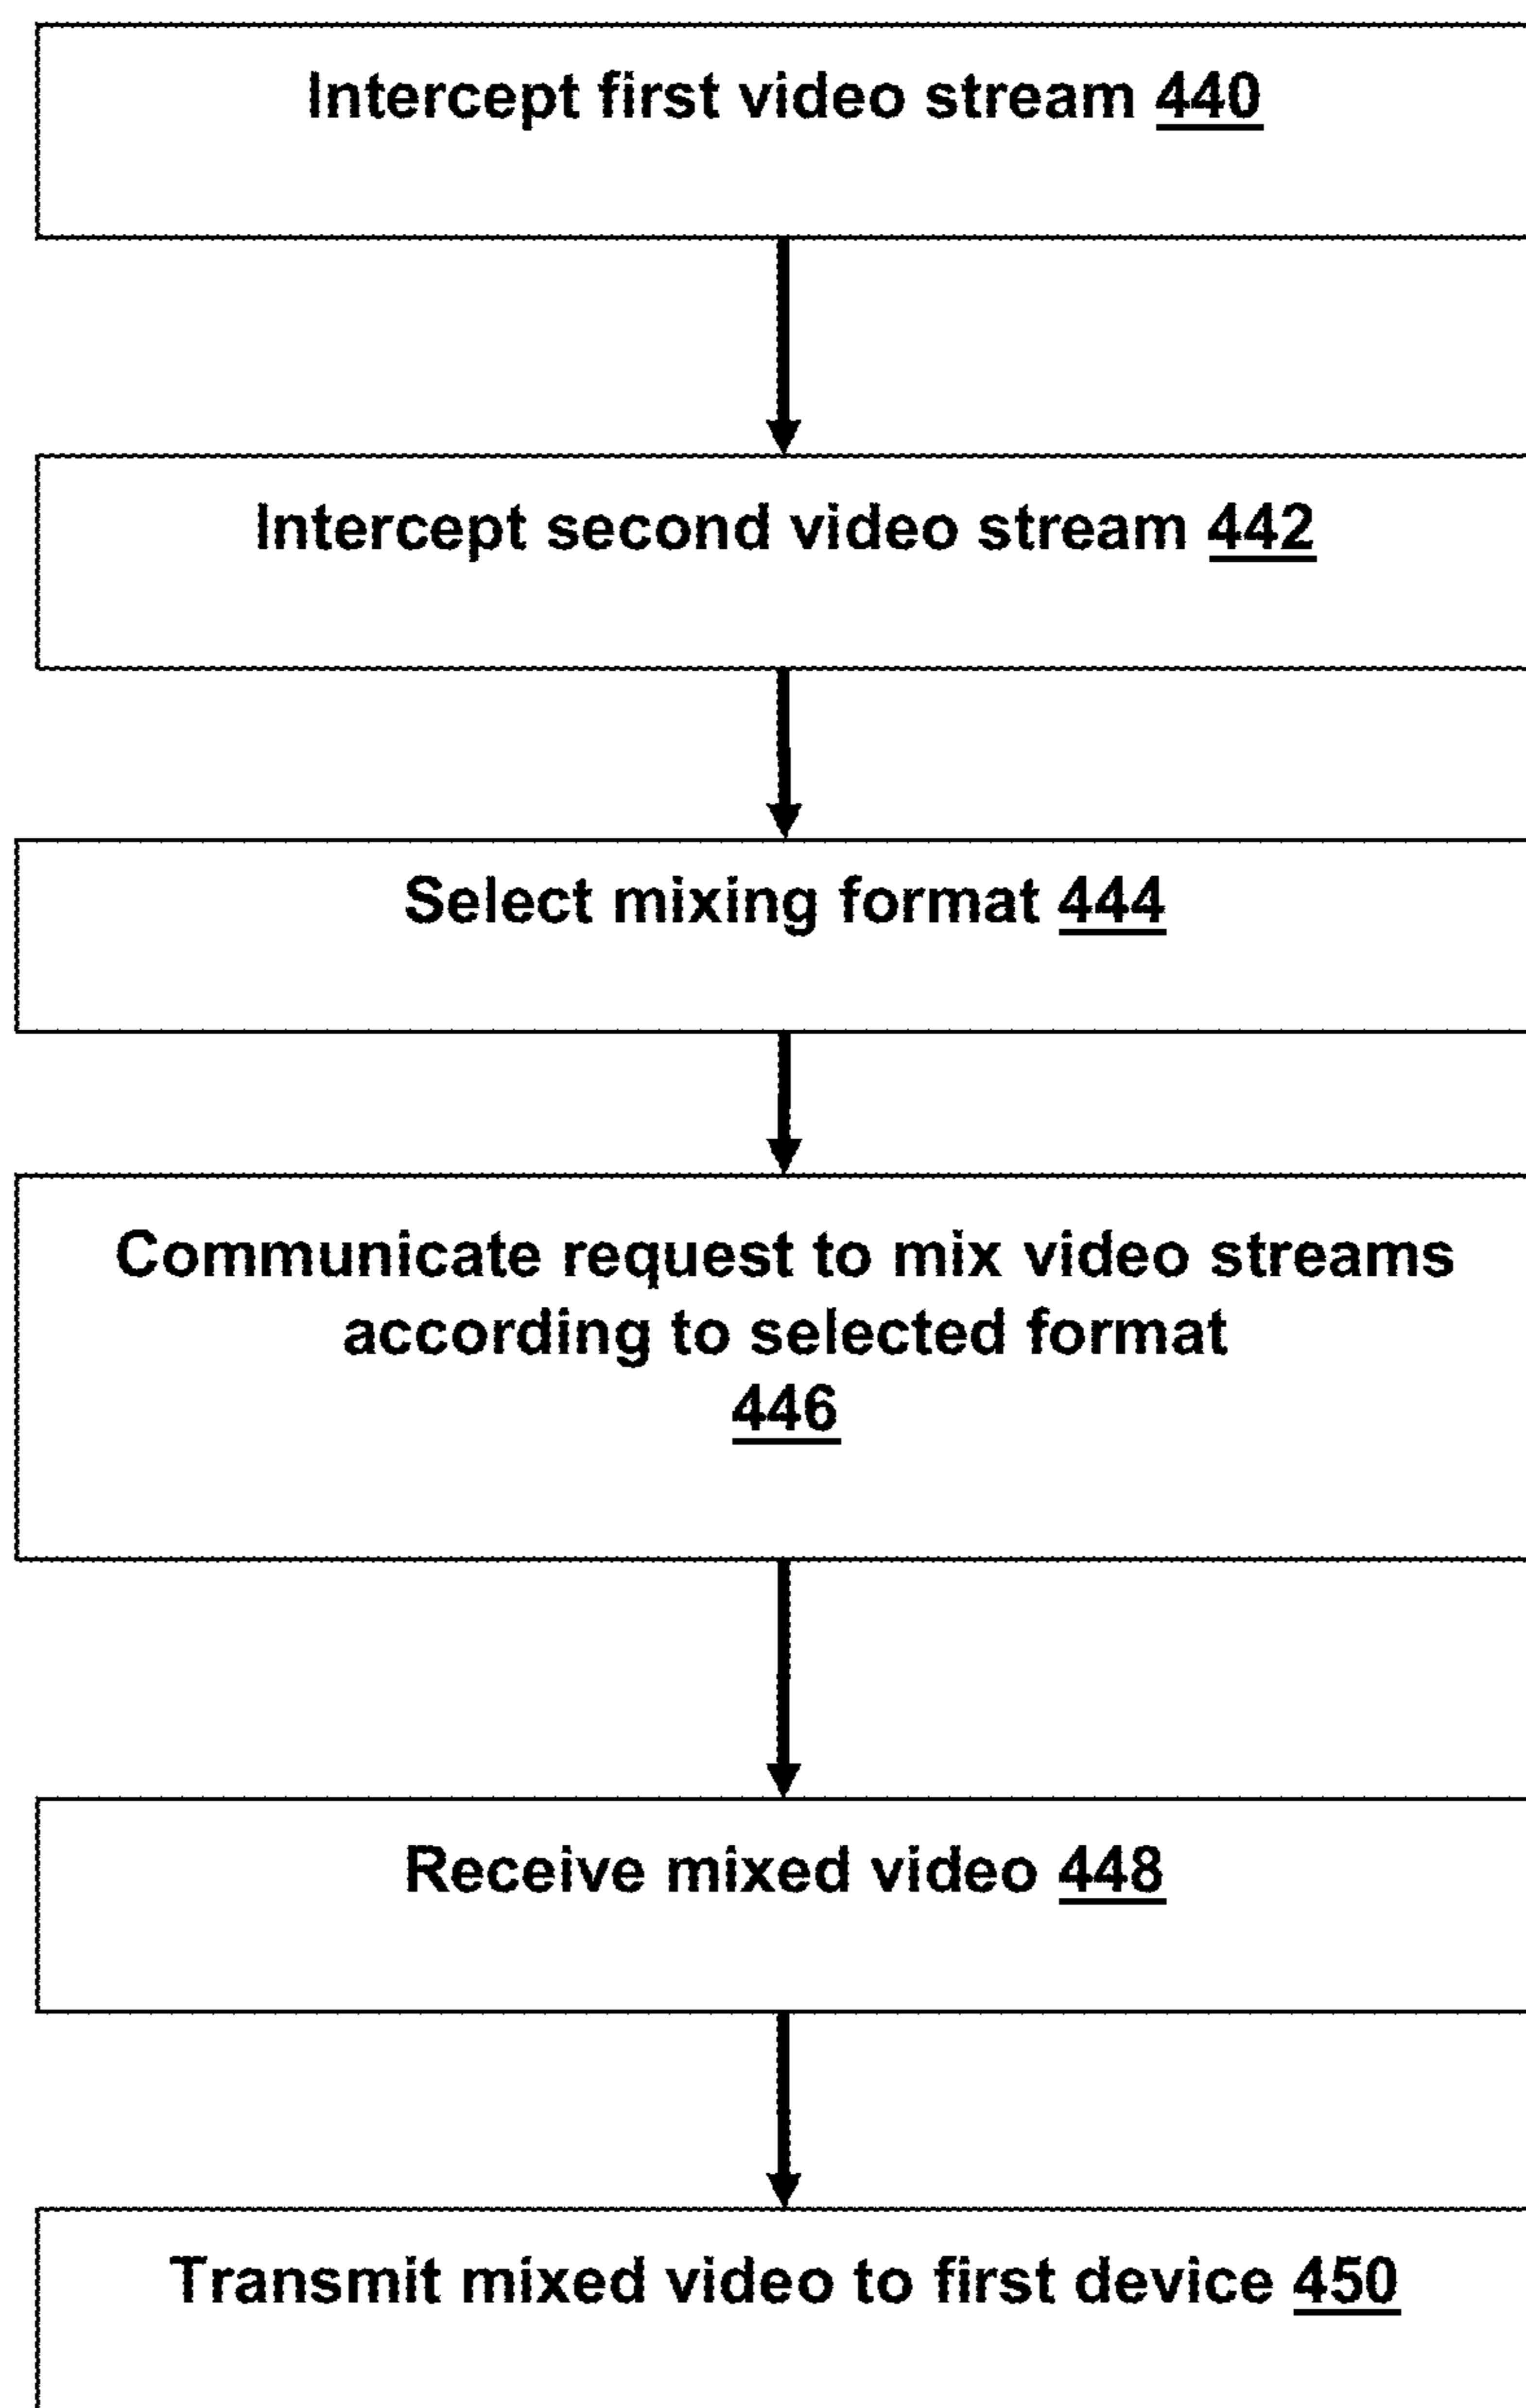 Intercept first video stream 440
Intercept second video stream 442
Select mixing format 444
Communicate request to mix video streams
according to selected format
446
Receive mixed video 448
Transmit mixed video to first device 450